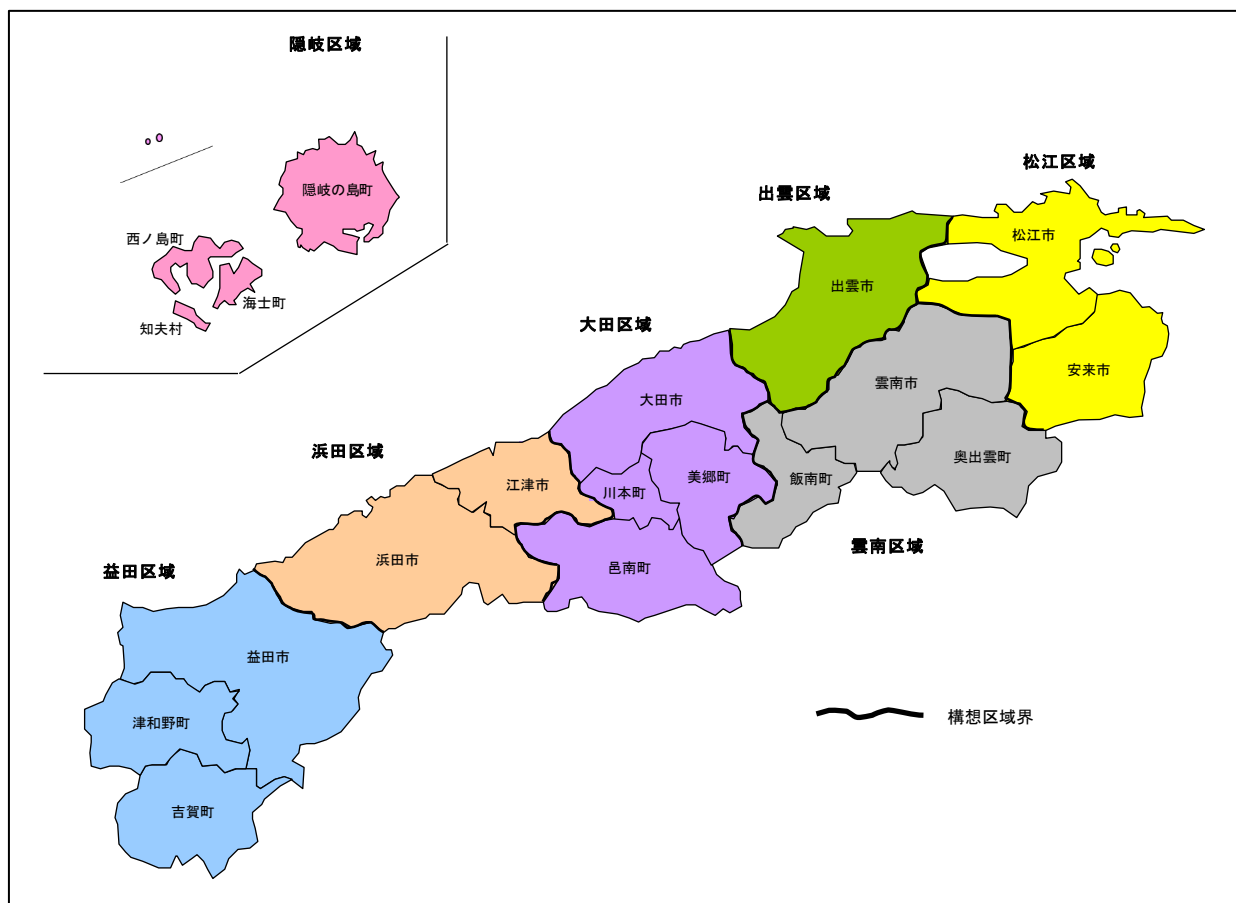 隠岐区域
隠岐の島町
西ノ島町
海士町
知夫村
松江区域
出雲区域
松江市
出雲市
大田区域
安来市
雲南市
大田市
奥出雲町
浜田区域
美郷町
飯南町
江津市
川本町
雲南区域
浜田市
邑南町
益田区域
益田市
津和野町
構想区域界
吉賀町